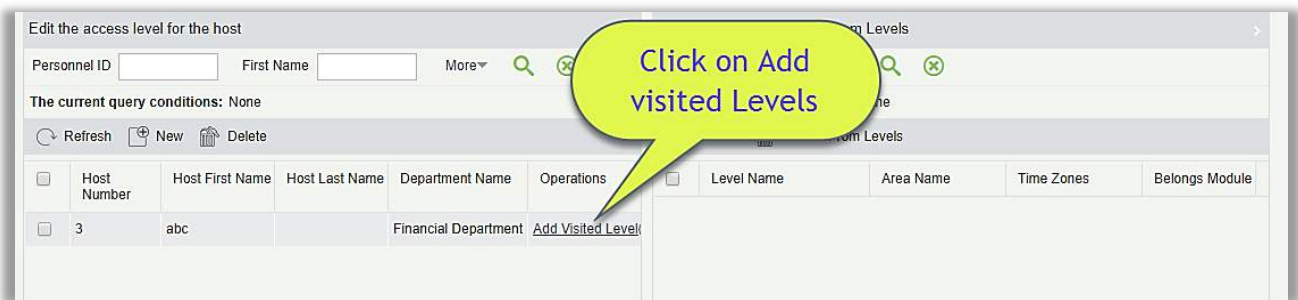 Edit the access level for the host
m Levels
Click on Add
visited Levels
Personnel ID First Name More
The current query conditions: None
Refresh New Delete
om Levels
Host Number Host First Name Host Last Name Department Name Operations
Level Name Area Name Time Zones Belongs Module
3 abc Financial Department Add Visited Level